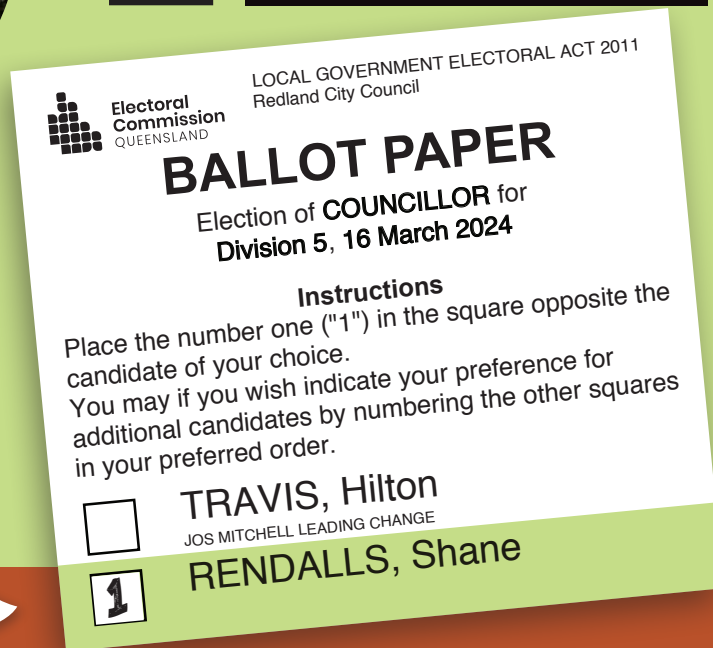 Electoral
Commission
QUEENSLAND
LOCAL GOVERNMENT ELECTORAL ACT 2011
Redland City Council
BALLOT PAPER
Election of COUNCILLOR for
Division 5, 16 March 2024
Instructions
Place the number one ("1") in the square opposite the
candidate of your choice.
You may if you wish indicate your preference for
additional candidates by numbering the other squares
in your preferred order.
TRAVIS, Hilton
JOS MITCHELL LEADING CHANGE
1 RENDALLS, Shane